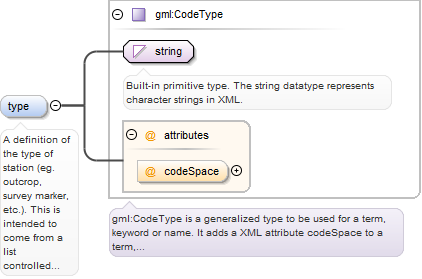 gml:CodeType
string
Built-in primitive type. The string datatype represents
character strings in XML.
type
@ attributes
@ codeSpace
A definition of
the type of
station (eg.
outcrop,
survey marker,
etc.). This is
intended to
come from a
list
controlled...
gml:CodeType is a generalized type to be used for a term,
keyword or name. It adds a XML attribute codeSpace to a
term,...